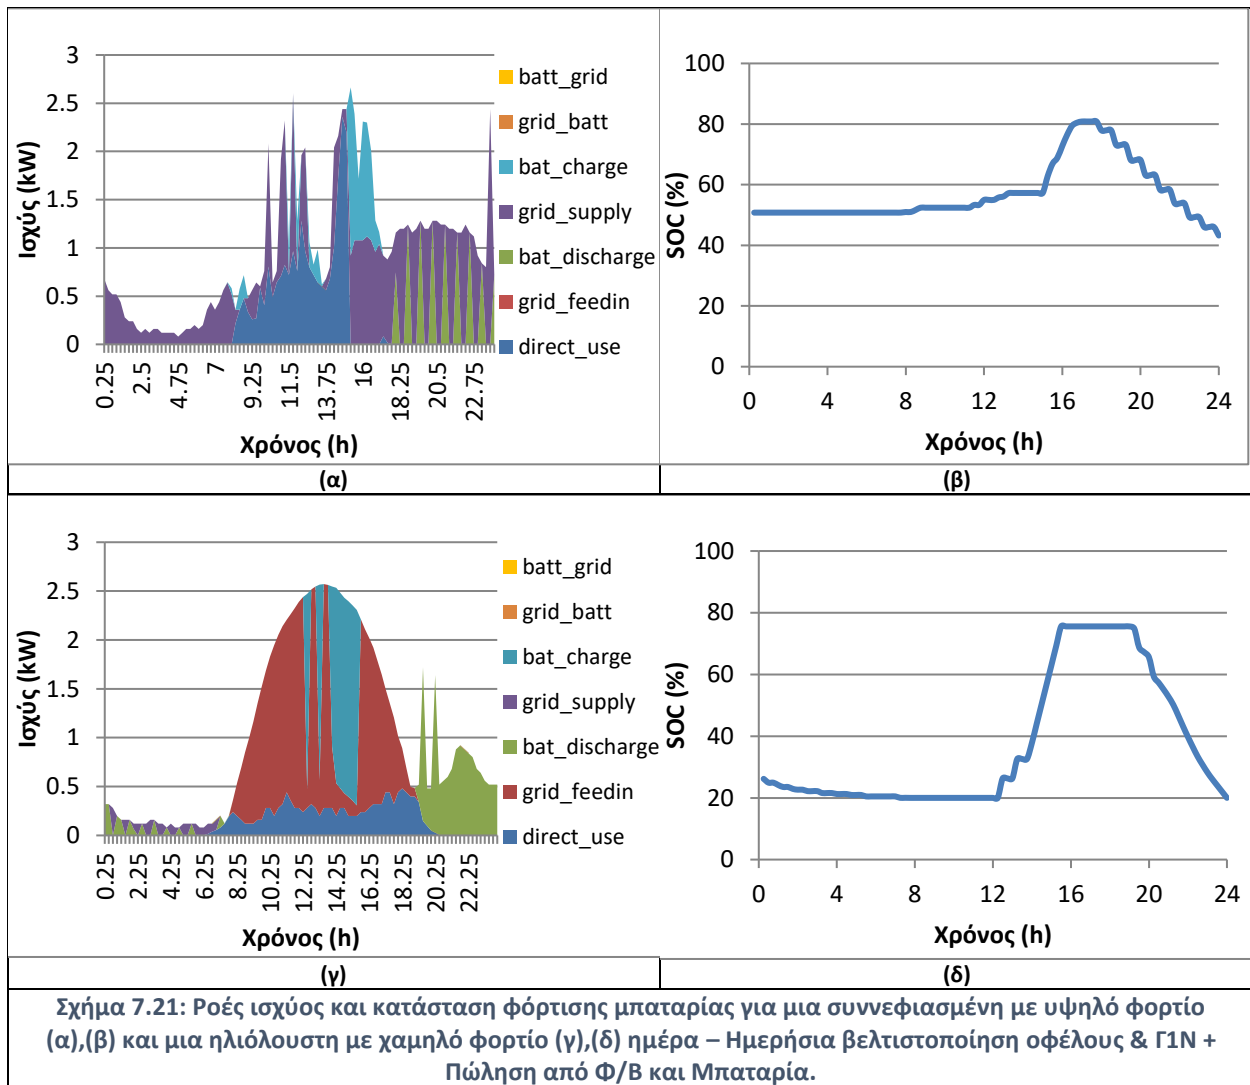 3
2.5
2
1.5
1
0.5
0
Ισχύς (kW)
0.25
2.5
4.75
7
9.25
11.5
13.75
16
18.25
20.5
22.75
Χρόνος (h)
batt_grid
grid_batt
bat_charge
grid_supply
bat_discharge
grid_feedin
direct_use
100
80
60
40
20
0
SOC (%)
0 4 8 12 16 20 24
Χρόνος (h)
(α)
(β)
3
2.5
2
1.5
1
0.5
0
Ισχύς (kW)
0.25
2.25
4.25
6.25
8.25
10.25
12.25
14.25
16.25
18.25
20.25
22.25
Χρόνος (h)
batt_grid
grid_batt
bat_charge
grid_supply
bat_discharge
grid_feedin
direct_use
100
80
60
40
20
0
SOC (%)
0 4 8 12 16 20 24
Χρόνος (h)
(γ)
(δ)
Σχήμα 7.21: Ροές ισχύος και κατάσταση φόρτισης μπαταρίας για μια συννεφιασμένη με υψηλό φορτίο
(α),(β) και μια ηλιόλουστη με χαμηλό φορτίο (γ),(δ) ημέρα – Ημερήσια βελτιστοποίηση οφέλους & Γ1Ν +
Πώληση από Φ/Β και Μπαταρία.